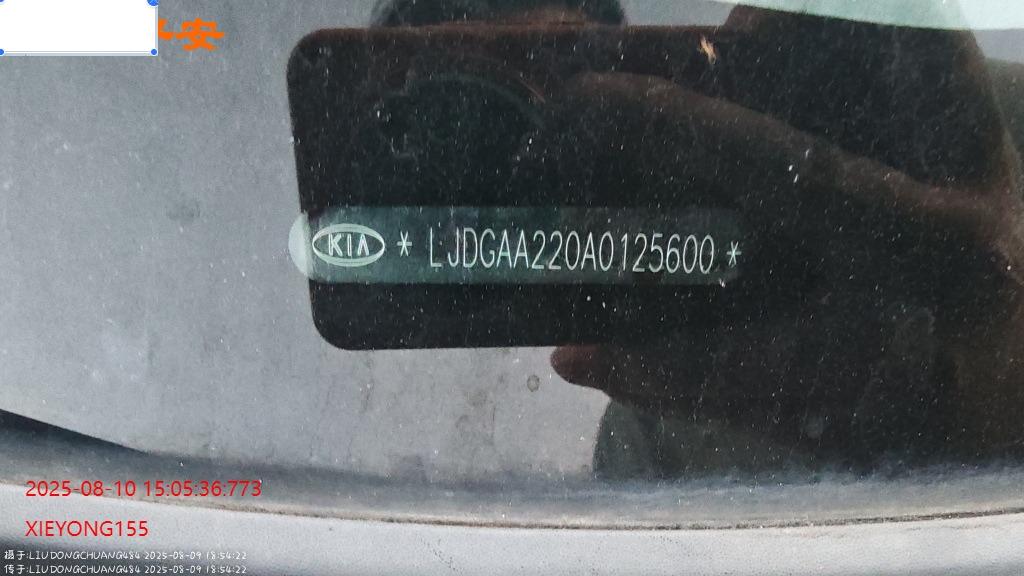 安
KIA * LJDGAA220A0125600 *
2025-08-10 15:05:36:773
XIEYONG155
摄于:LIUDONGCHUANG484 2025-08-09 18:54:22
传于:LIUDONGCHUANG484 2025-08-09 18:54:22